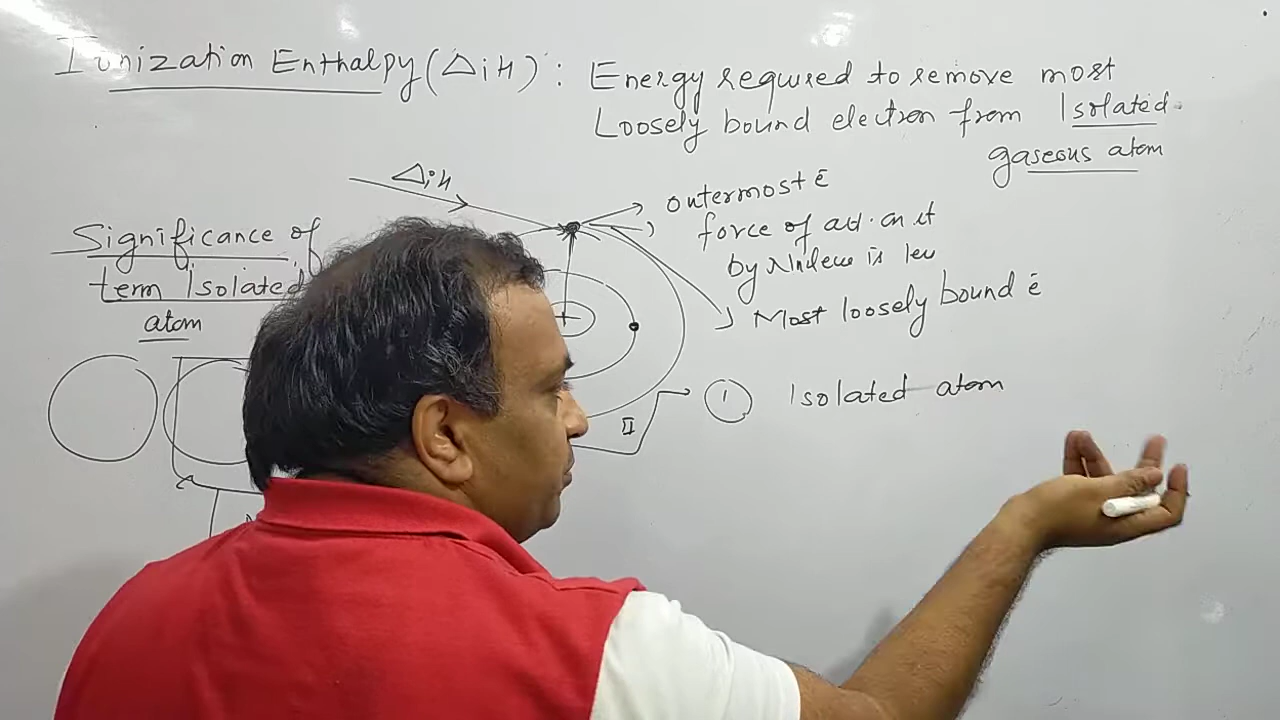 Ionization Enthalpy (ΔiH) : Energy required to remove most
Loosely bound electron from Isolated
gaseous atom
ΔiH
outermost ē
force of att. on it
by Nucleus is less
Most loosely bound ē
Significance of
term Isolated
atom
+
II
1 Isolated atom